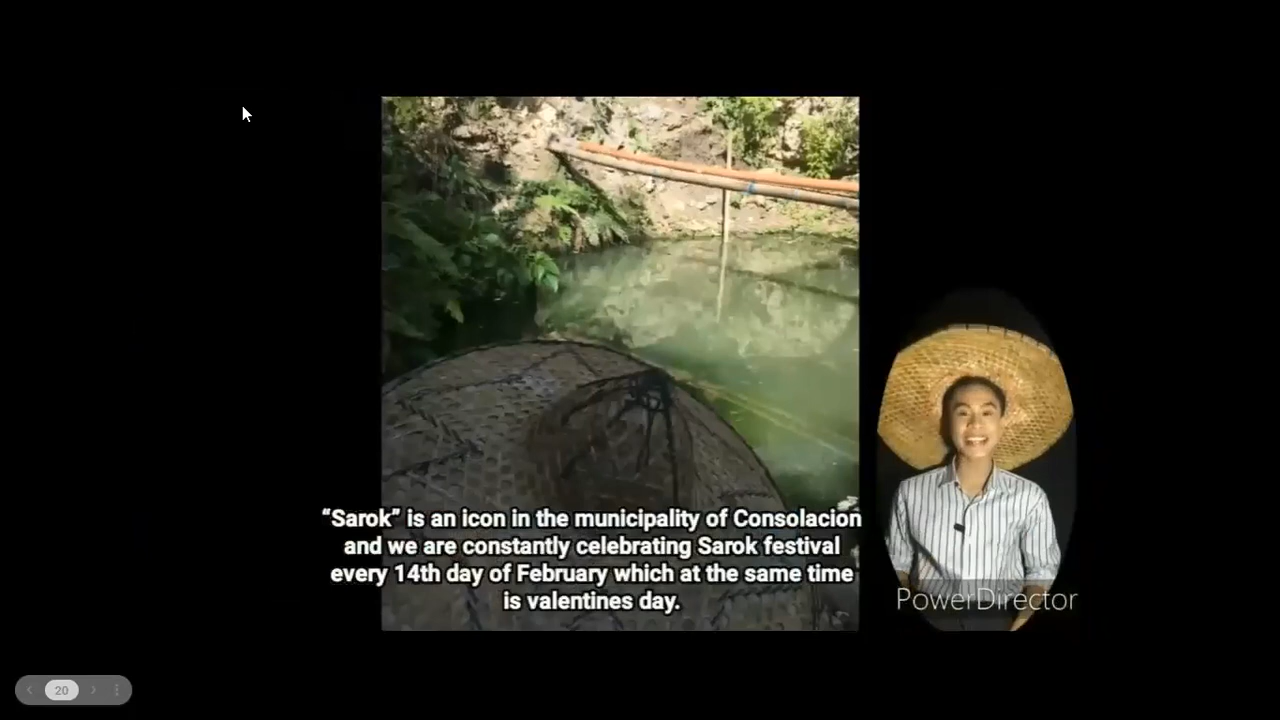 “Sarok” is an icon in the municipality of Consolacion
and we are constantly celebrating Sarok festival
every 14th day of February which at the same time
is valentines day.
PowerDirector
20